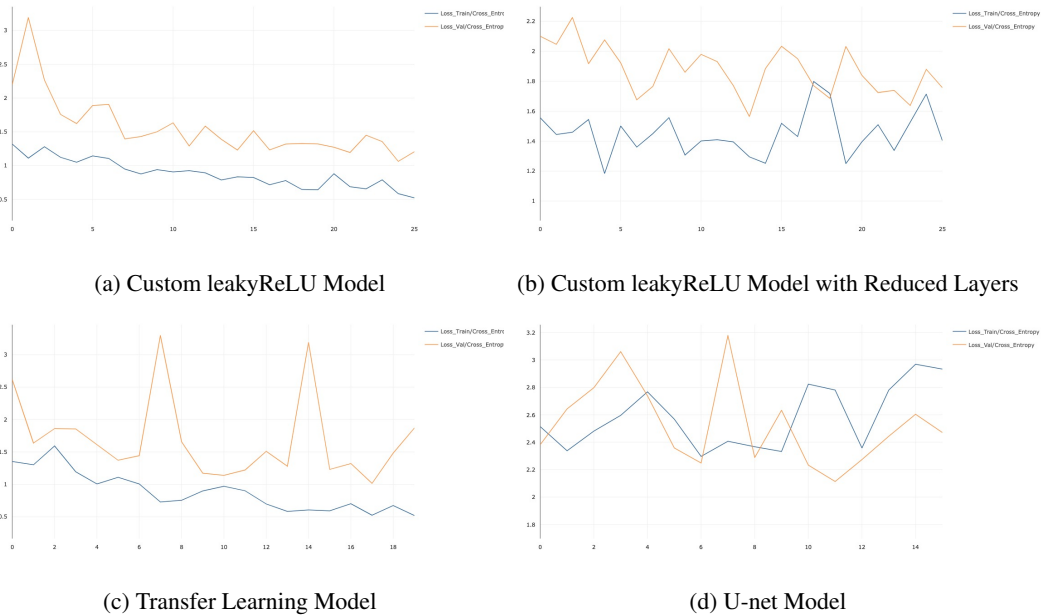 Loss_Train/Cross_Entro
Loss_Val/Cross_Entrop
3
2.5
2
1.5
1
0.5
0 5 10 15 20 25
(a) Custom leakyReLU Model
Loss_Train/Cross_Entropy
Loss_Val/Cross_Entropy
2.2
2
1.8
1.6
1.4
1.2
1
0 5 10 15 20 25
(b) Custom leakyReLU Model with Reduced Layers
Loss_Train/Cross_Entr
Loss_Val/Cross_Entrop
3
2.5
2
1.5
1
0.5
0 2 4 6 8 10 12 14 16 18
(c) Transfer Learning Model
Loss_Train/Cross_Entropy
Loss_Val/Cross_Entropy
3.2
3
2.8
2.6
2.4
2.2
2
1.8
0 2 4 6 8 10 12 14
(d) U-net Model